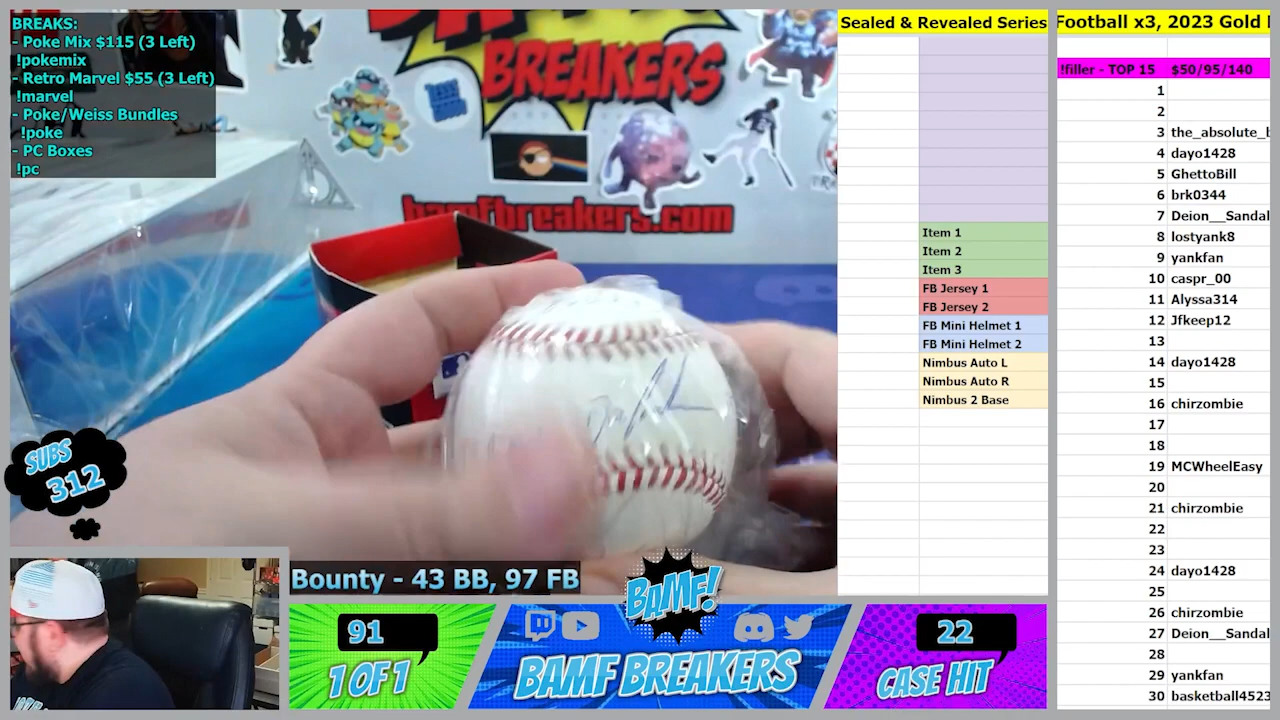 BREAKS:
- Poke Mix $115 (3 Left)
!pokemix
- Retro Marvel $55 (3 Left)
!marvel
- Poke/Weiss Bundles
!poke
- PC Boxes
!pc
BREAKERS
bamfbreakers.com
SUBS
312
Bounty - 43 BB, 97 FB
BAMF!
91
1 OF 1
BAMF BREAKERS
22
CASE HIT
Sealed & Revealed Series
Item 1
Item 2
Item 3
FB Jersey 1
FB Jersey 2
FB Mini Helmet 1
FB Mini Helmet 2
Nimbus Auto L
Nimbus Auto R
Nimbus 2 Base
Football x3, 2023 Gold
!filler - TOP 15 $50/95/140
1
2
3 the_absolute_b
4 dayo1428
5 GhettoBill
6 brk0344
7 Deion__Sandal
8 lostyank8
9 yankfan
10 caspr_00
11 Alyssa314
12 Jfkeep12
13
14 dayo1428
15
16 chirzombie
17
18
19 MCWheelEasy
20
21 chirzombie
22
23
24 dayo1428
25
26 chirzombie
27 Deion__Sandal
28
29 yankfan
30 basketball4523